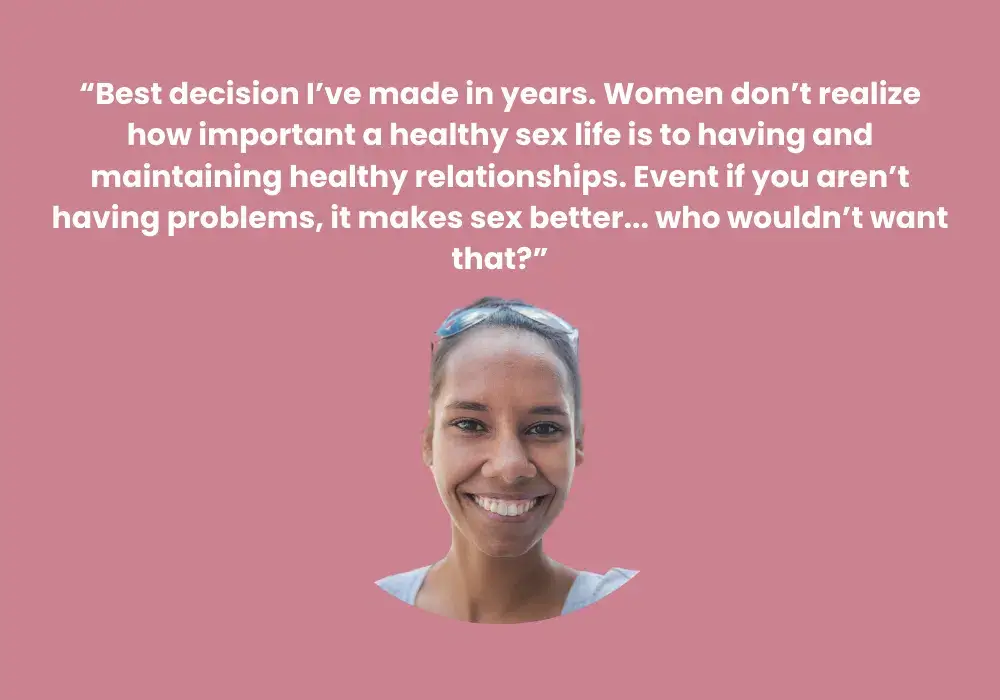 “Best decision I’ve made in years. Women don’t realize
how important a healthy sex life is to having and
maintaining healthy relationships. Event if you aren’t
having problems, it makes sex better... who wouldn’t want
that?”